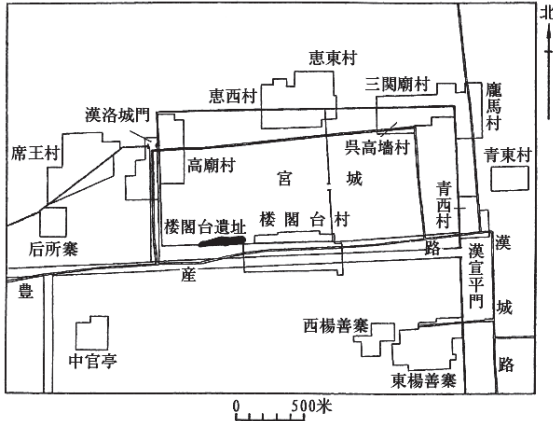 北
恵東村
三関廟村
恵西村
龐馬村
漢洛城門
席王村
呉高墻村
高廟村
青東村
宮城
青西村
楼閣台遺址
楼閣台村
后所寨
漢城路
漢宣平門
豊産路
西楊善寨
中官亭
東楊善寨
0 500米